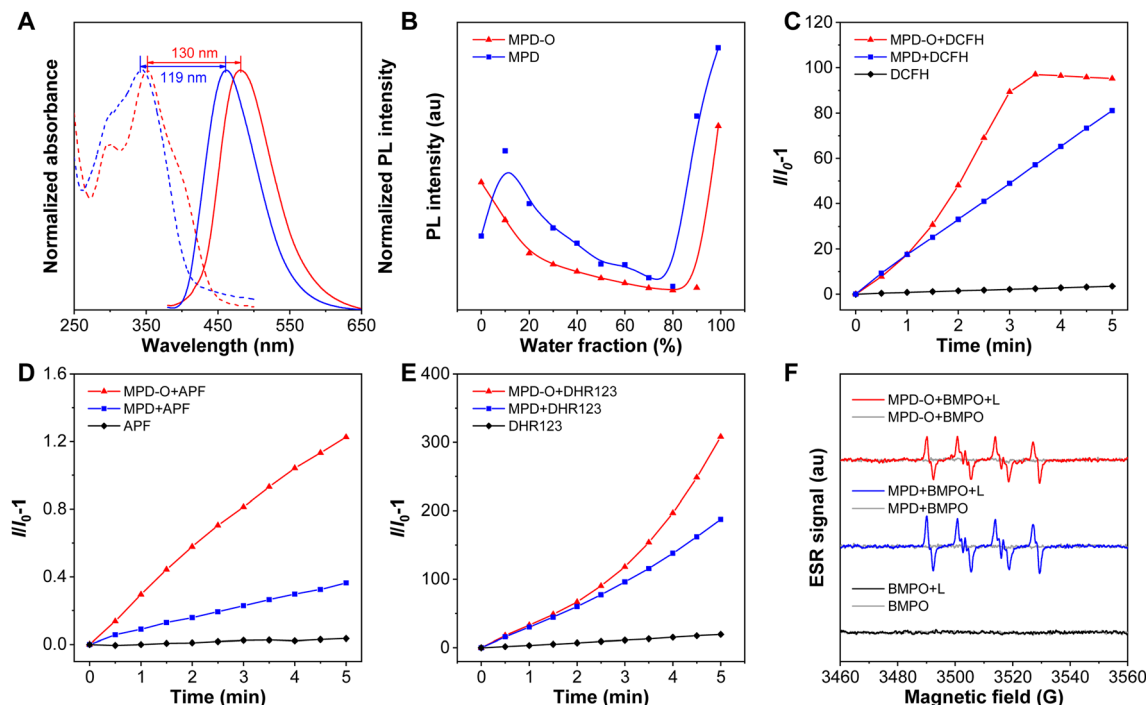 A
130 nm
119 nm
Normalized absorbance
Normalized PL intensity
250 350 450 550 650
Wavelength (nm)
B
MPD-O
MPD
PL intensity (au)
0 20 40 60 80 100
Water fraction (%)
C
MPD-O+DCFH
MPD+DCFH
DCFH
I/I0-1
120
100
80
60
40
20
0
0 1 2 3 4 5
Time (min)
D
MPD-O+APF
MPD+APF
APF
I/I0-1
1.6
1.2
0.8
0.4
0.0
0 1 2 3 4 5
Time (min)
E
MPD-O+DHR123
MPD+DHR123
DHR123
I/I0-1
400
300
200
100
0
0 1 2 3 4 5
Time (min)
F
MPD-O+BMPO+L
MPD-O+BMPO
MPD+BMPO+L
MPD+BMPO
BMPO+L
BMPO
ESR signal (au)
3460 3480 3500 3520 3540 3560
Magnetic field (G)